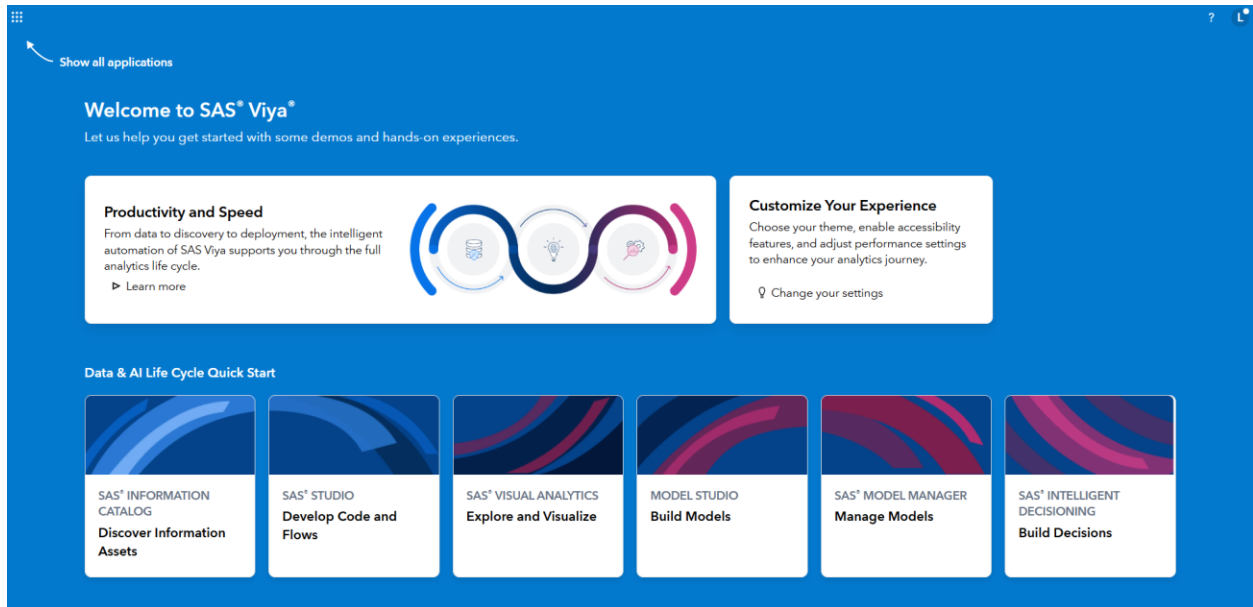 ?
L
Show all applications
Welcome to SAS® Viya®
Let us help you get started with some demos and hands-on experiences.
Productivity and Speed
From data to discovery to deployment, the intelligent
automation of SAS Viya supports you through the full
analytics life cycle.
Learn more
Customize Your Experience
Choose your theme, enable accessibility
features, and adjust performance settings
to enhance your analytics journey.
Change your settings
Data & AI Life Cycle Quick Start
SAS® INFORMATION
CATALOG
Discover Information
Assets
SAS® STUDIO
Develop Code and
Flows
SAS® VISUAL ANALYTICS
Explore and Visualize
MODEL STUDIO
Build Models
SAS® MODEL MANAGER
Manage Models
SAS® INTELLIGENT
DECISIONING
Build Decisions